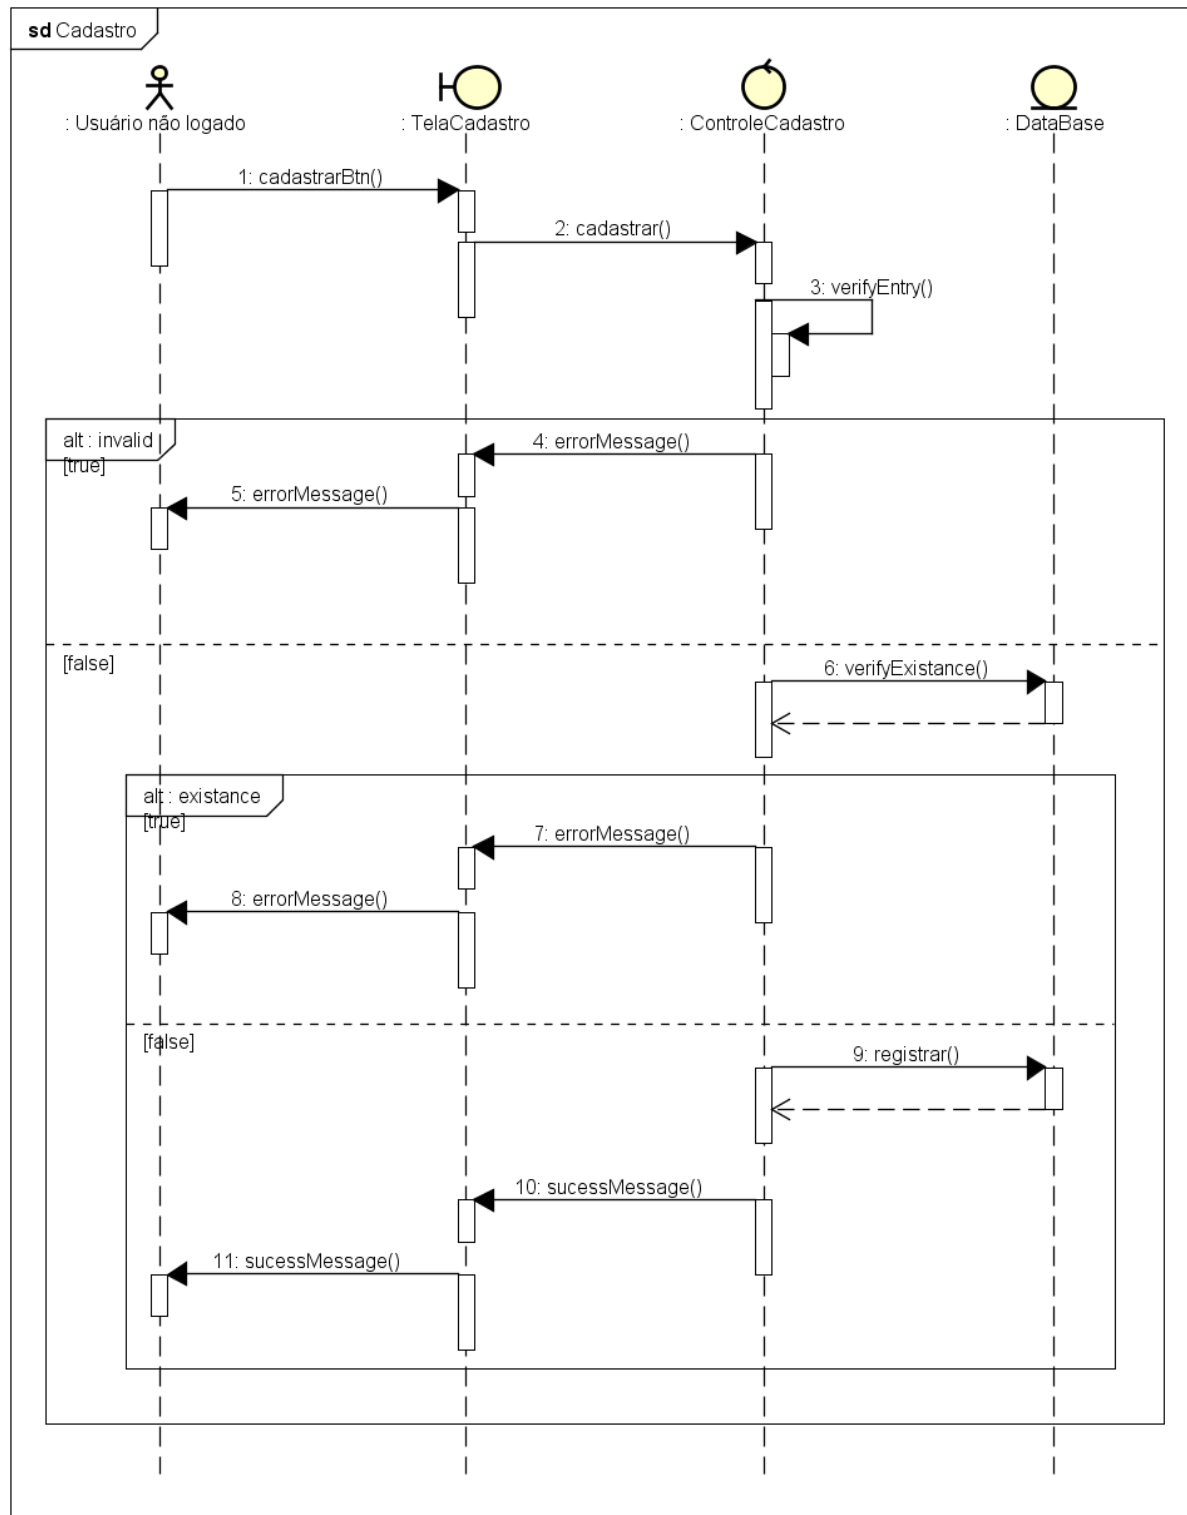 sd Cadastro
: Usuário não logado
: TelaCadastro
: ControleCadastro
: DataBase
1: cadastrarBtn()
2: cadastrar()
3: verifyEntry()
alt : invalid
[true]
4: errorMessage()
5: errorMessage()
[false]
6: verifyExistance()
alt : existance
[true]
7: errorMessage()
8: errorMessage()
[false]
9: registrar()
10: sucessMessage()
11: sucessMessage()